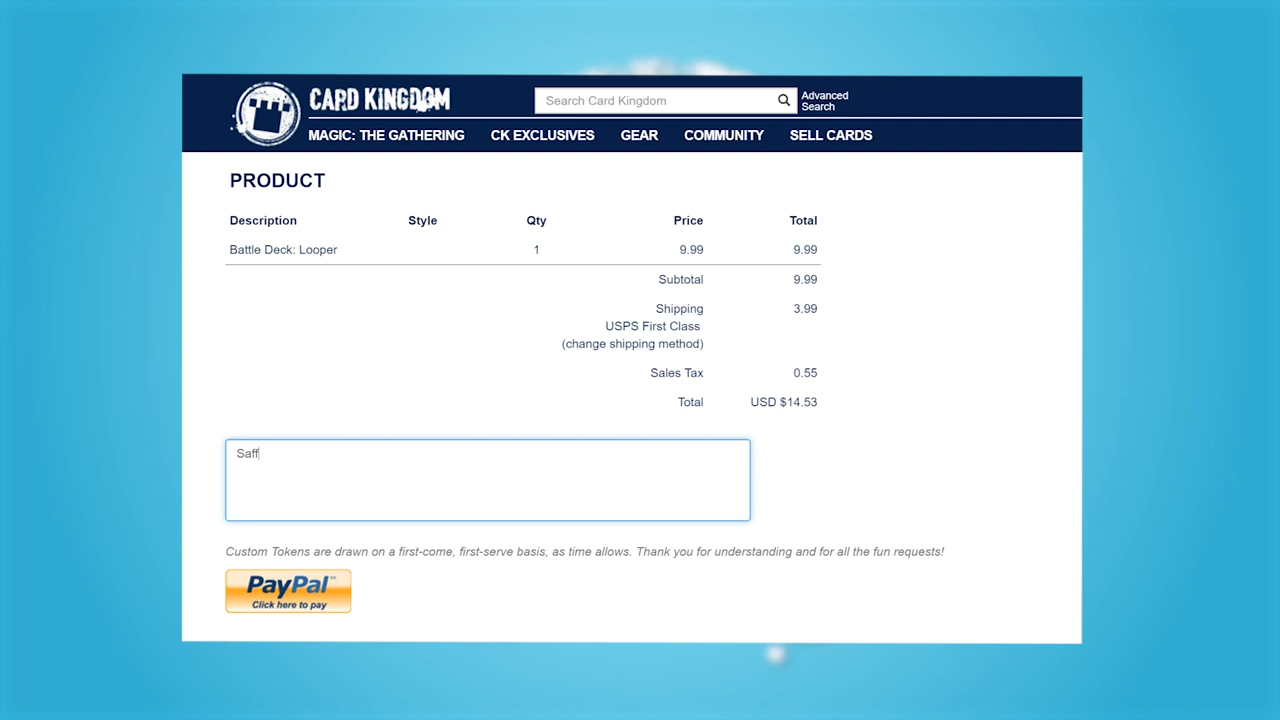 CARD KINGDOM
Search Card Kingdom
Advanced
Search
MAGIC: THE GATHERING CK EXCLUSIVES GEAR COMMUNITY SELL CARDS
PRODUCT
Description Style Qty Price Total
Battle Deck: Looper 1 9.99 9.99
Subtotal 9.99
Shipping 3.99
USPS First Class
(change shipping method)
Sales Tax 0.55
Total USD $14.53
Saff
Custom Tokens are drawn on a first-come, first-serve basis, as time allows. Thank you for understanding and for all the fun requests!
PayPal
Click here to pay